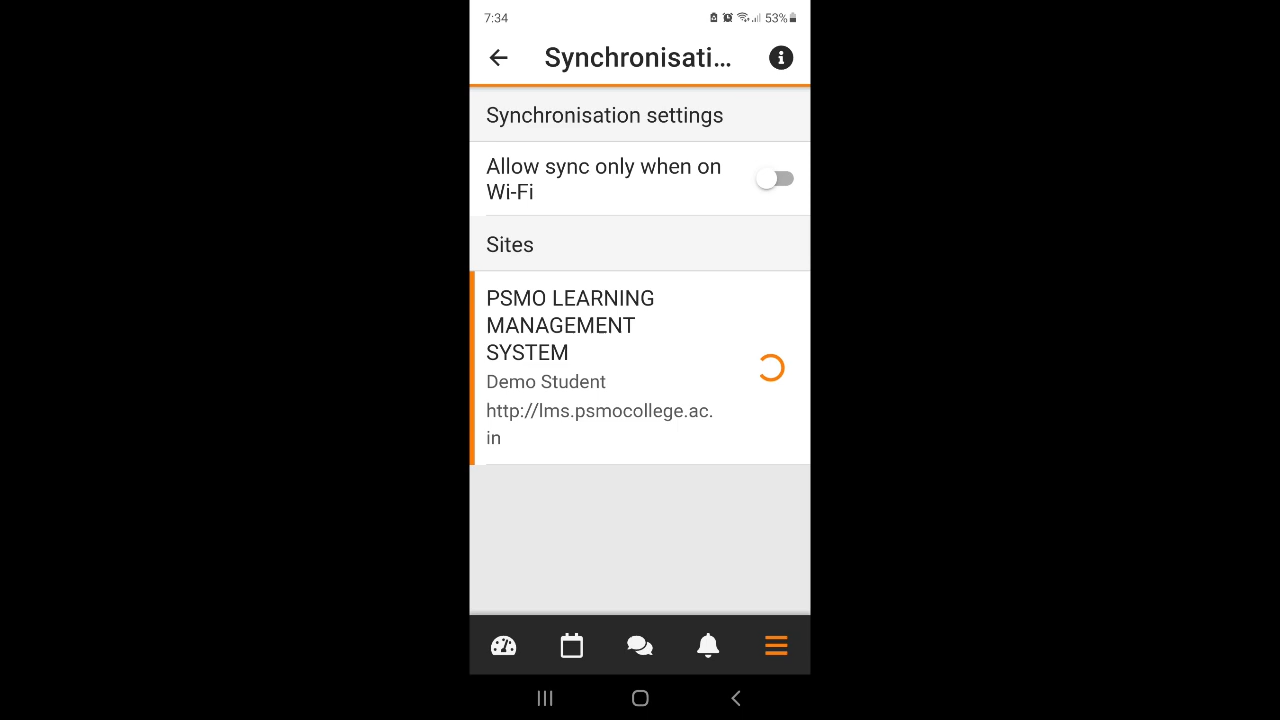 7:34
53%
Synchronisati...
Synchronisation settings
Allow sync only when on
Wi-Fi
Sites
PSMO LEARNING
MANAGEMENT
SYSTEM
Demo Student
http://lms.psmocollege.ac.
in